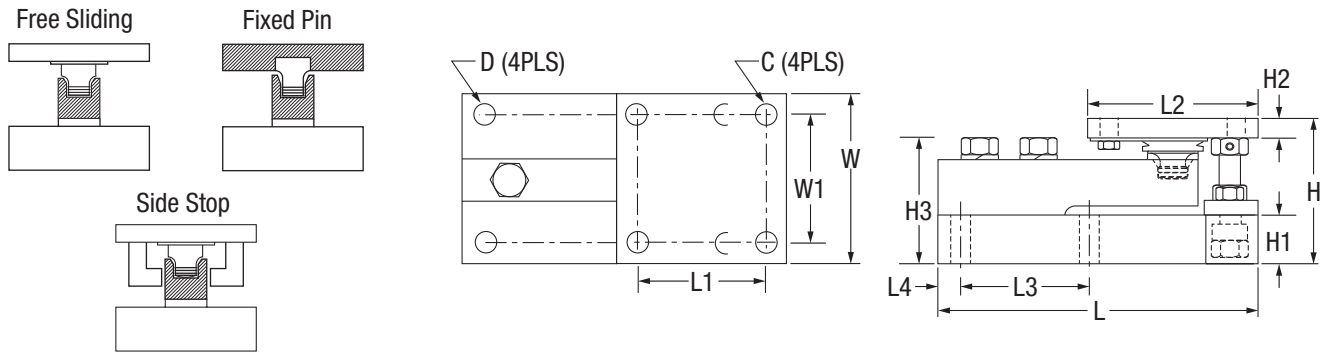 Free Sliding
Fixed Pin
Side Stop
D (4PLS)
C (4PLS)
W
W1
L1
H2
L2
H
H3
H1
L4
L3
L